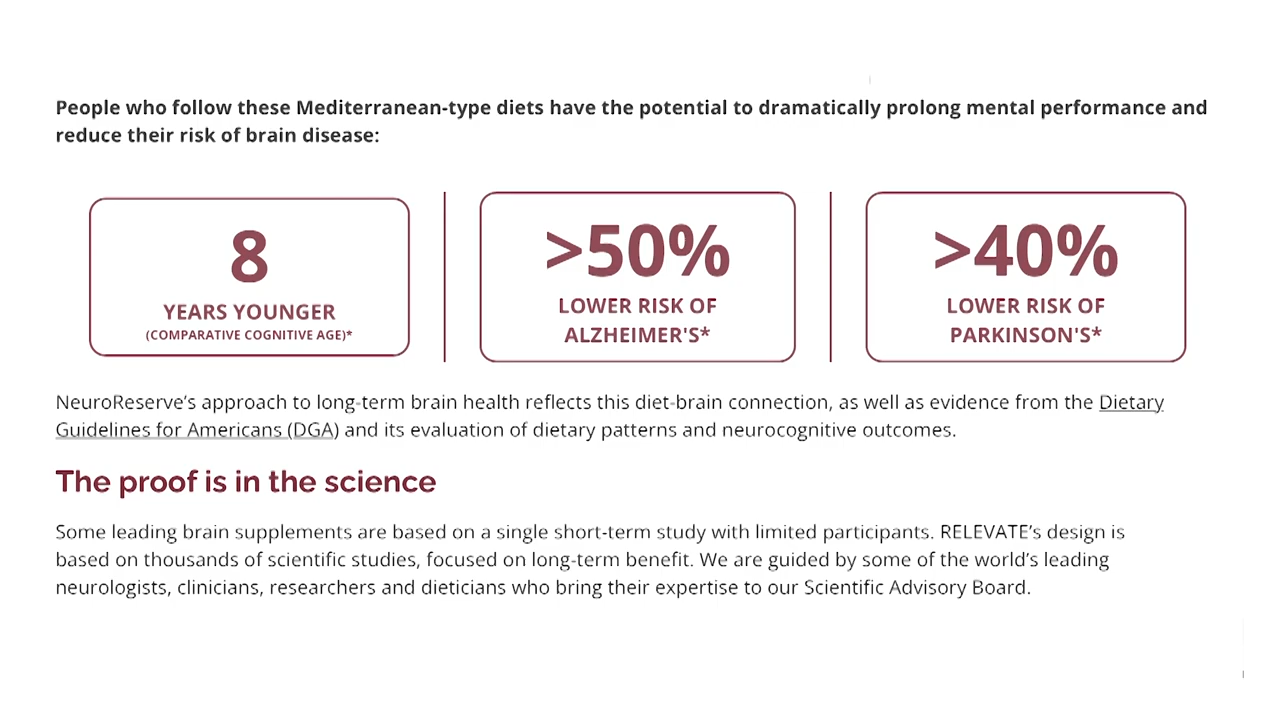 People who follow these Mediterranean-type diets have the potential to dramatically prolong mental performance and
reduce their risk of brain disease:
8
YEARS YOUNGER
(COMPARATIVE COGNITIVE AGE)*
>50%
LOWER RISK OF
ALZHEIMER'S*
>40%
LOWER RISK OF
PARKINSON'S*
NeuroReserve’s approach to long-term brain health reflects this diet-brain connection, as well as evidence from the Dietary
Guidelines for Americans (DGA) and its evaluation of dietary patterns and neurocognitive outcomes.
The proof is in the science
Some leading brain supplements are based on a single short-term study with limited participants. RELEVATE’s design is
based on thousands of scientific studies, focused on long-term benefit. We are guided by some of the world’s leading
neurologists, clinicians, researchers and dieticians who bring their expertise to our Scientific Advisory Board.